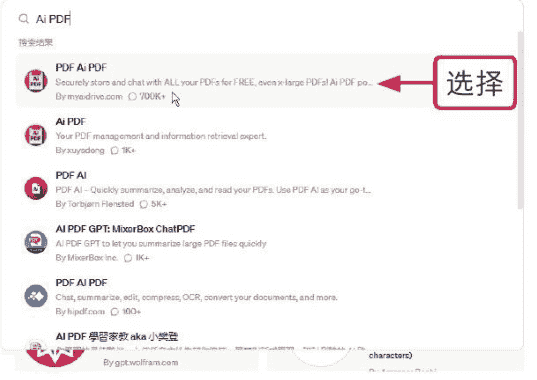 Ai PDF
搜索结果
PDF Ai PDF
Securely store and chat with ALL your PDFs for FREE, even x-large PDFs! Ai PDF po...
By myaidrive.com 700K+
选择
Ai PDF
Your PDF management and information retrieval expert.
By xuyedong 1K+
PDF AI
PDF AI - Quickly summarize, analyze, and read your PDFs. Use PDF AI as your go-t...
By Torbjørn Flensted 5K+
AI PDF GPT: MixerBox ChatPDF
AI PDF GPT to let you summarize large PDF files quickly
By MixerBox Inc. 1K+
PDF AI PDF
Chat, summarize, edit, compress, OCR, convert your documents, and more.
By hipdf.com 100+
AI PDF 學習家教 aka 小樊登
By gpt.wolfram.com
characters)